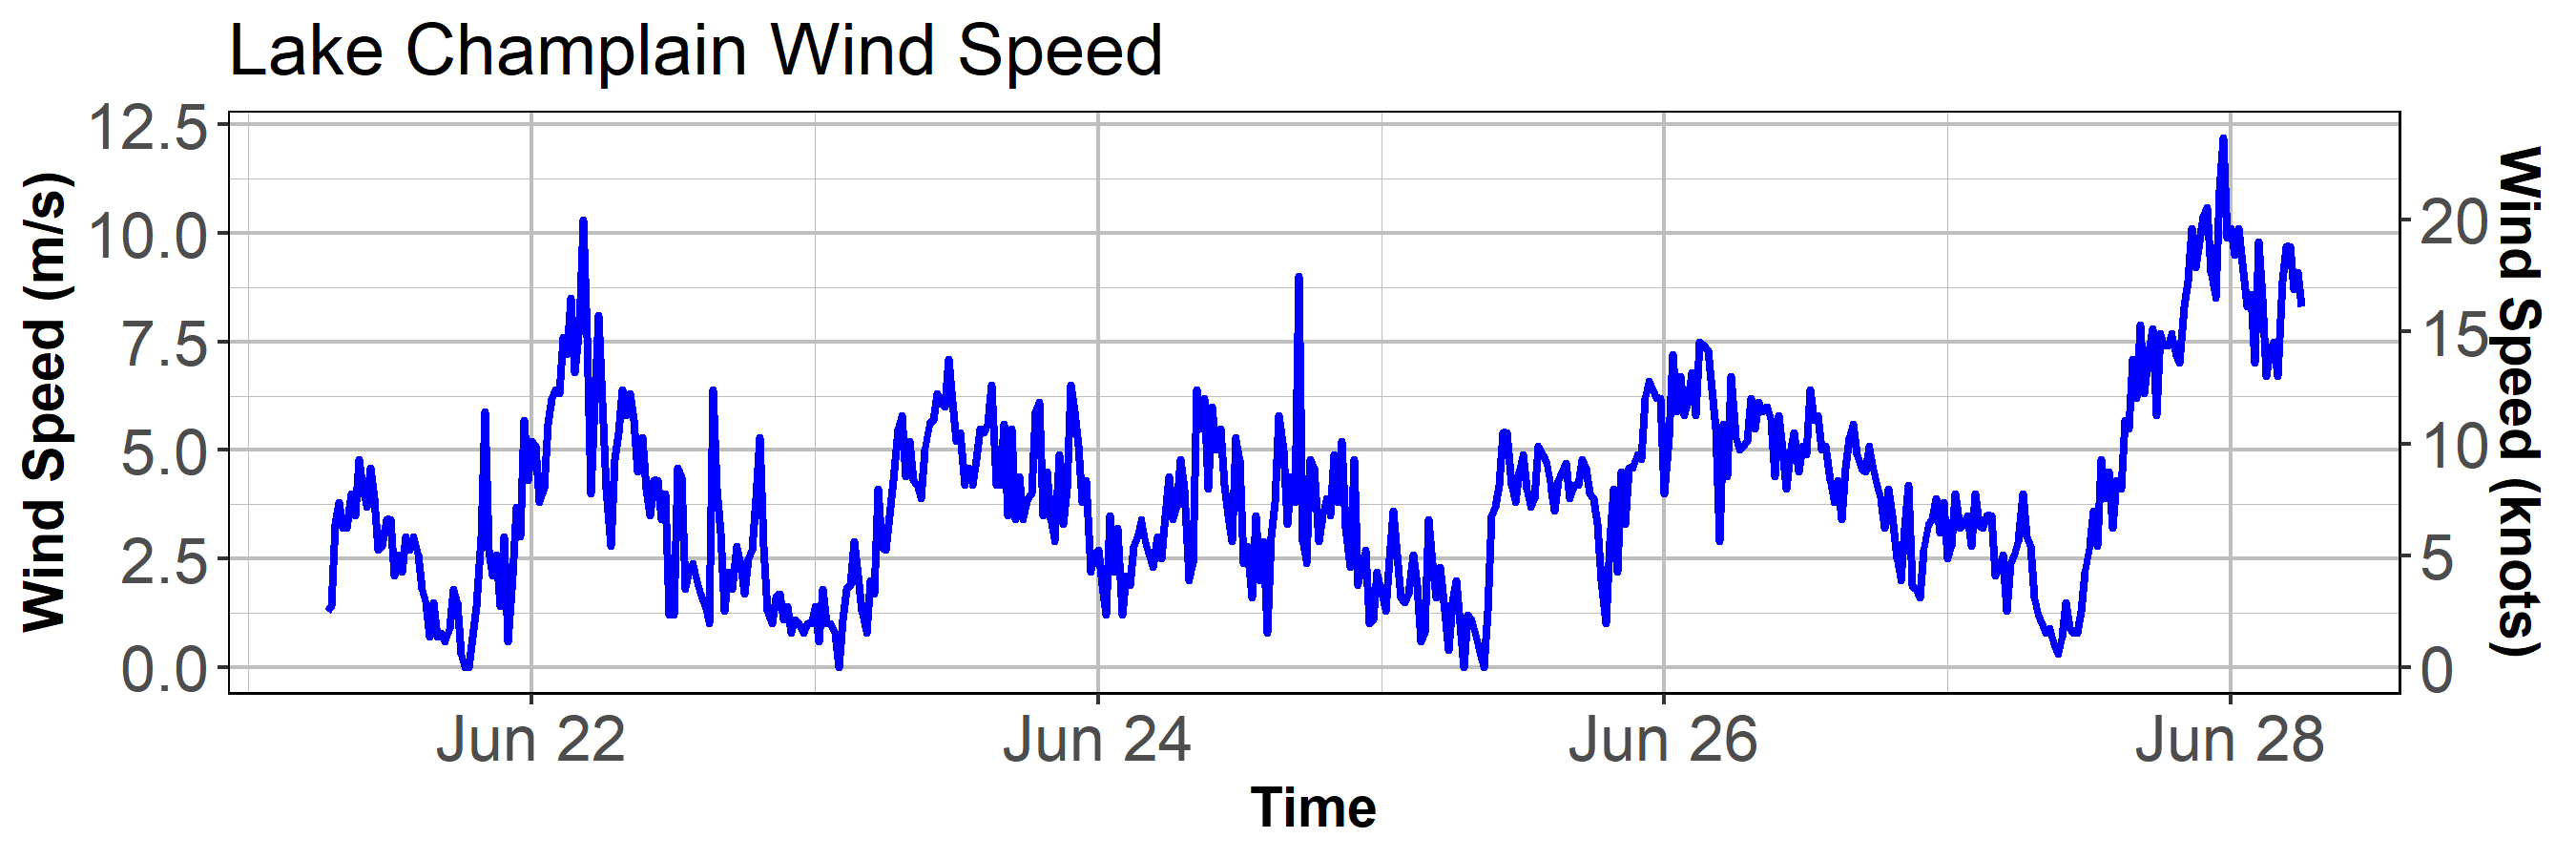 Lake Champlain Wind Speed
Wind Speed (m/s)
12.5
10.0
7.5
5.0
2.5
0.0
Wind Speed (knots)
20
15
10
5
0
Jun 22
Jun 24
Jun 26
Jun 28
Time